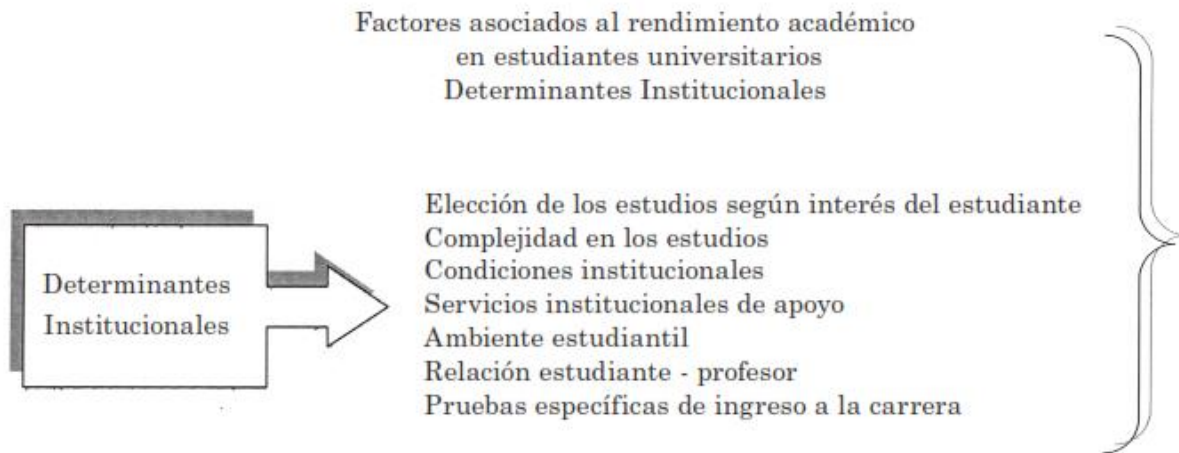 Factores asociados al rendimiento académico
en estudiantes universitarios
Determinantes Institucionales
Determinantes
Institucionales
Elección de los estudios según interés del estudiante
Complejidad en los estudios
Condiciones institucionales
Servicios institucionales de apoyo
Ambiente estudiantil
Relación estudiante - profesor
Pruebas específicas de ingreso a la carrera